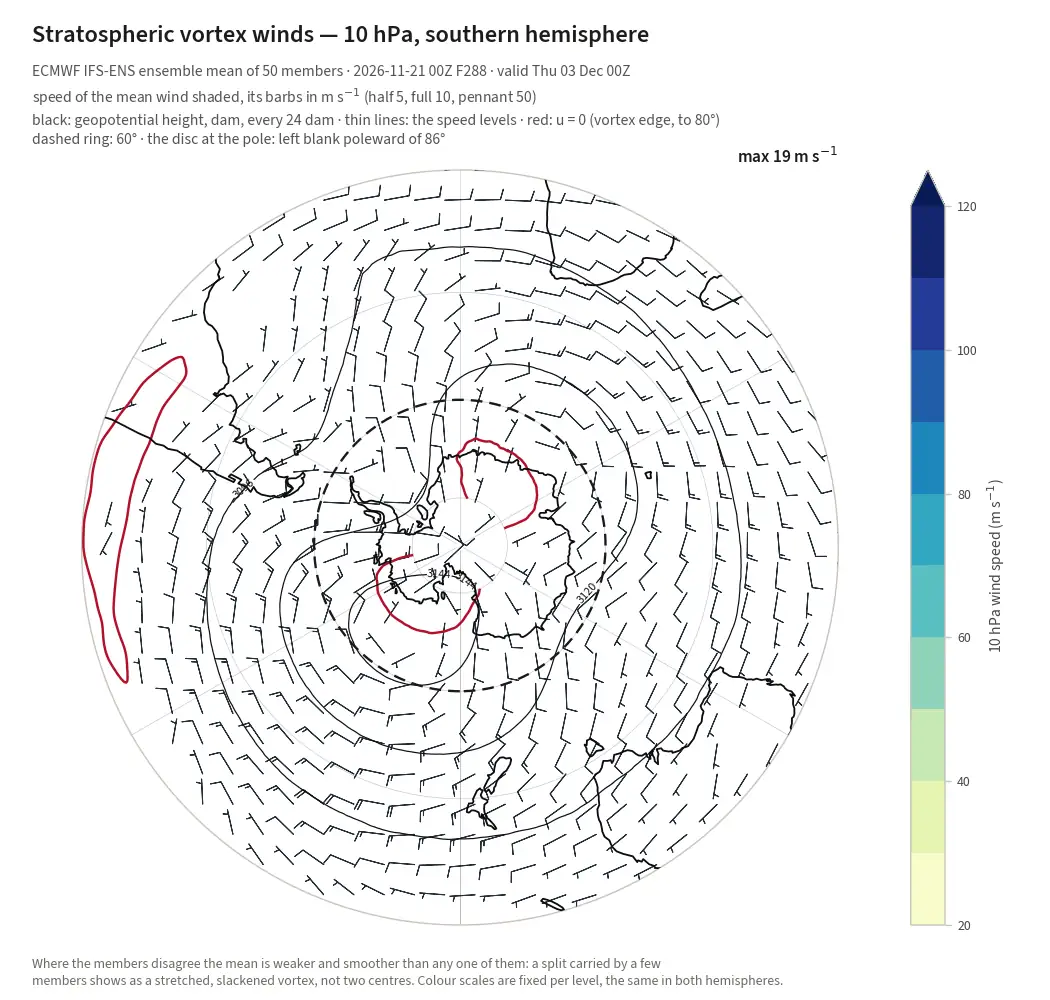 Stratospheric vortex winds — 10 hPa, southern hemisphere
ECMWF IFS-ENS ensemble mean of 50 members · 2026-11-21 00Z F288 · valid Thu 03 Dec 00Z
speed of the mean wind shaded, its barbs in m s⁻¹ (half 5, full 10, pennant 50)
black: geopotential height, dam, every 24 dam · thin lines: the speed levels · red: u = 0 (vortex edge, to 80°)
dashed ring: 60° · the disc at the pole: left blank poleward of 86°
max 19 m s⁻¹
120
100
80
60
40
20
10 hPa wind speed (m s⁻¹)
3144
3120
Where the members disagree the mean is weaker and smoother than any one of them: a split carried by a few
members shows as a stretched, slackened vortex, not two centres. Colour scales are fixed per level, the same in both hemispheres.